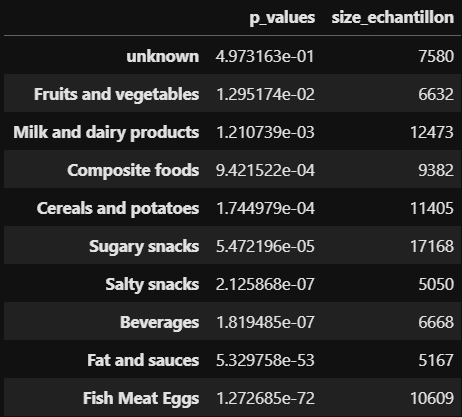 p_values size_echantillon
unknown 4.973163e-01 7580
Fruits and vegetables 1.295174e-02 6632
Milk and dairy products 1.210739e-03 12473
Composite foods 9.421522e-04 9382
Cereals and potatoes 1.744979e-04 11405
Sugary snacks 5.472196e-05 17168
Salty snacks 2.125868e-07 5050
Beverages 1.819485e-07 6668
Fat and sauces 5.329758e-53 5167
Fish Meat Eggs 1.272685e-72 10609